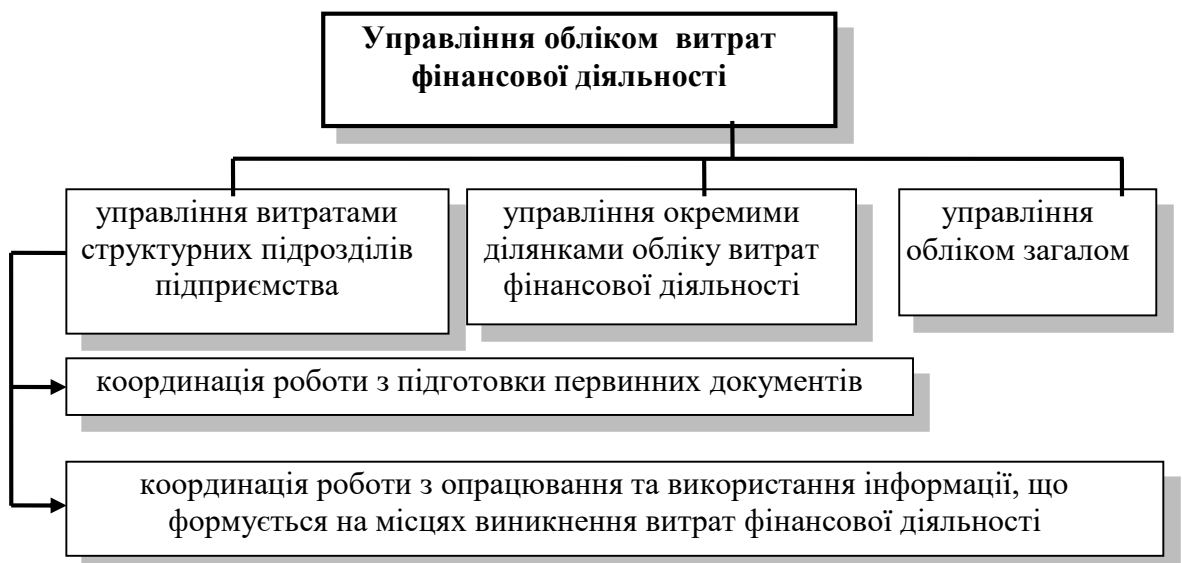 Управління обліком витрат
фінансової діяльності
управління витратами
структурних підрозділів
підприємства
управління окремими
ділянками обліку витрат
фінансової діяльності
управління
обліком загалом
координація роботи з підготовки первинних документів
координація роботи з опрацювання та використання інформації, що
формується на місцях виникнення витрат фінансової діяльності